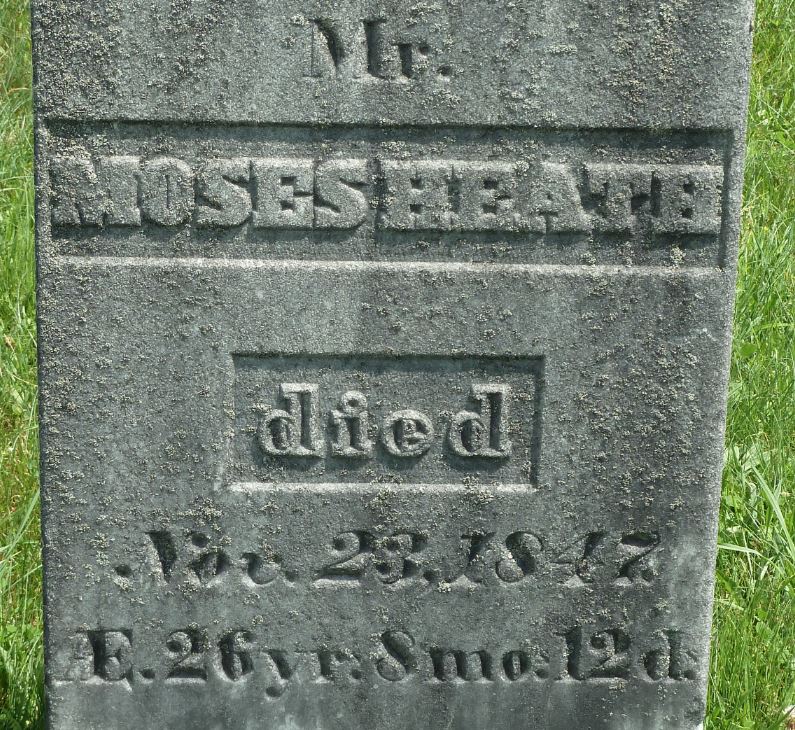 Mr.
MOSES HEATH
died
Nov. 23, 1847.
Æ. 26 yr. 8 mo. 12 d.